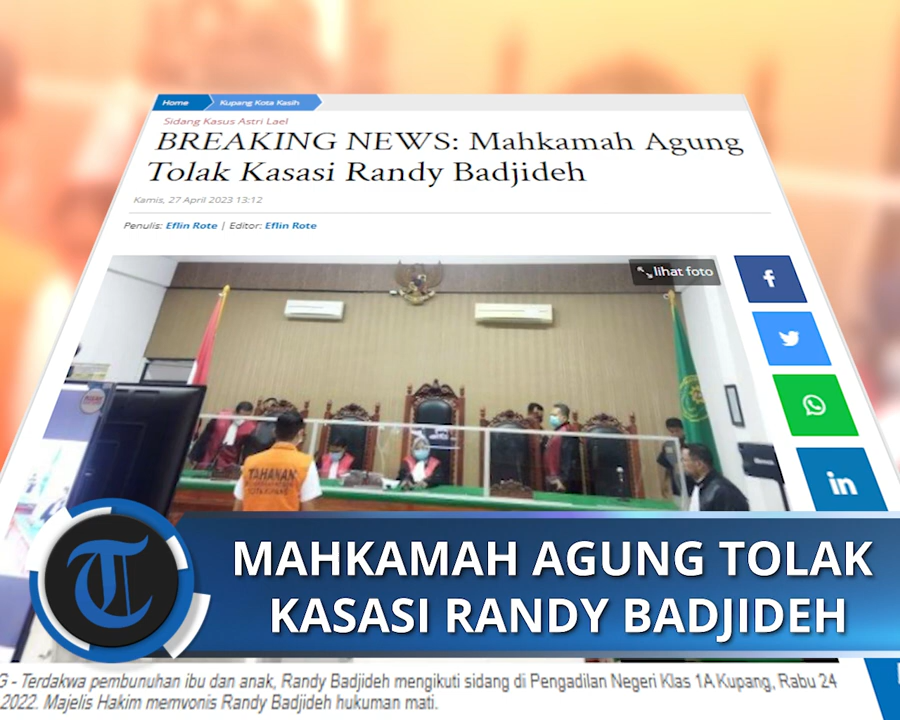 Home
Kupang Kota Kasih
Sidang Kasus Astri Lael
BREAKING NEWS: Mahkamah Agung
Tolak Kasasi Randy Badjideh
Kamis, 27 April 2023 13:12
Penulis: Eflin Rote | Editor: Eflin Rote
lihat foto
TAHANAN
MAHKAMAH AGUNG TOLAK
KASASI RANDY BADJIDEH
G - Terdakwa pembunuhan ibu dan anak, Randy Badjideh mengikuti sidang di Pengadilan Negeri Klas 1A Kupang, Rabu 24
2022. Majelis Hakim memvonis Randy Badjideh hukuman mati.